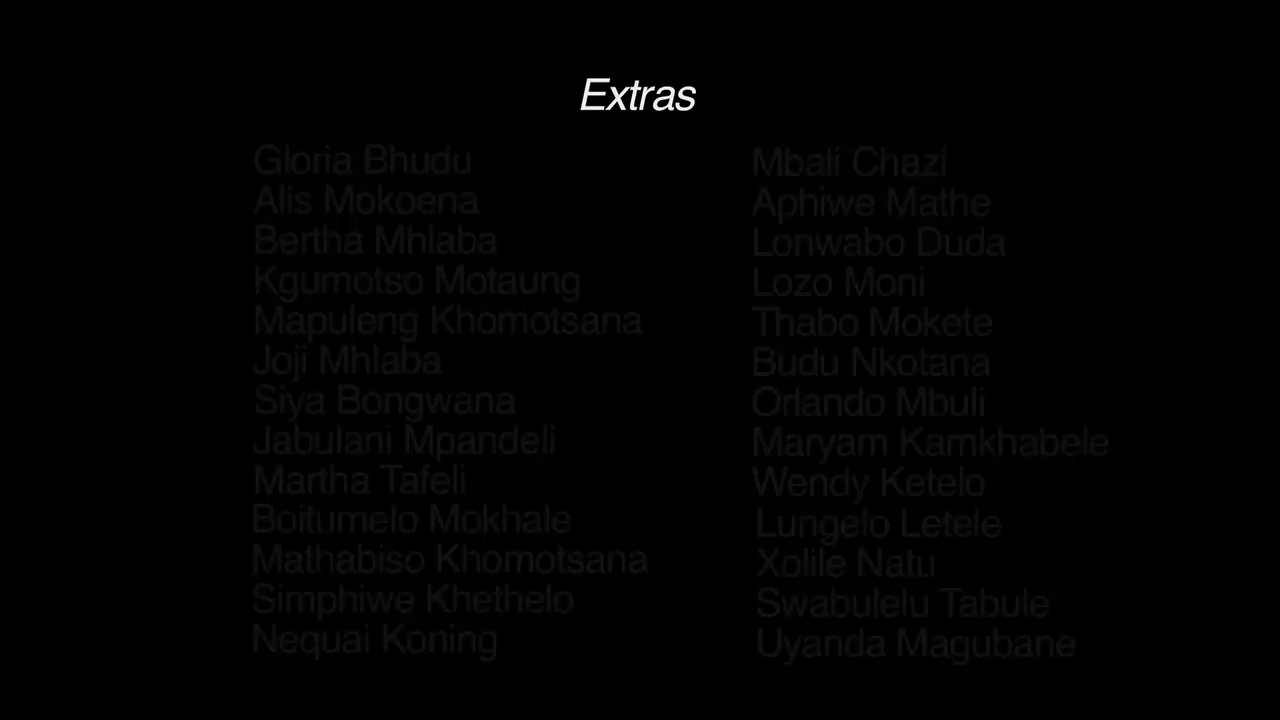 Extras
Gloria Bhudu
Alis Mokoena
Bertha Mhlaba
Kgumotso Motaung
Mapuleng Khomotsana
Joji Mhlaba
Siya Bongwana
Jabulani Mpandeli
Martha Tafeli
Boitumelo Mokhale
Mathabiso Khomotsana
Simphiwe Khethelo
Nequai Koning
Mbali Chazi
Aphiwe Mathe
Lonwabo Duda
Lozo Moni
Thabo Mokete
Budu Nkotana
Orlando Mbuli
Maryam Kamkhabele
Wendy Ketelo
Lungelo Letele
Xolile Natu
Swabulelu Tabule
Uyanda Magubane